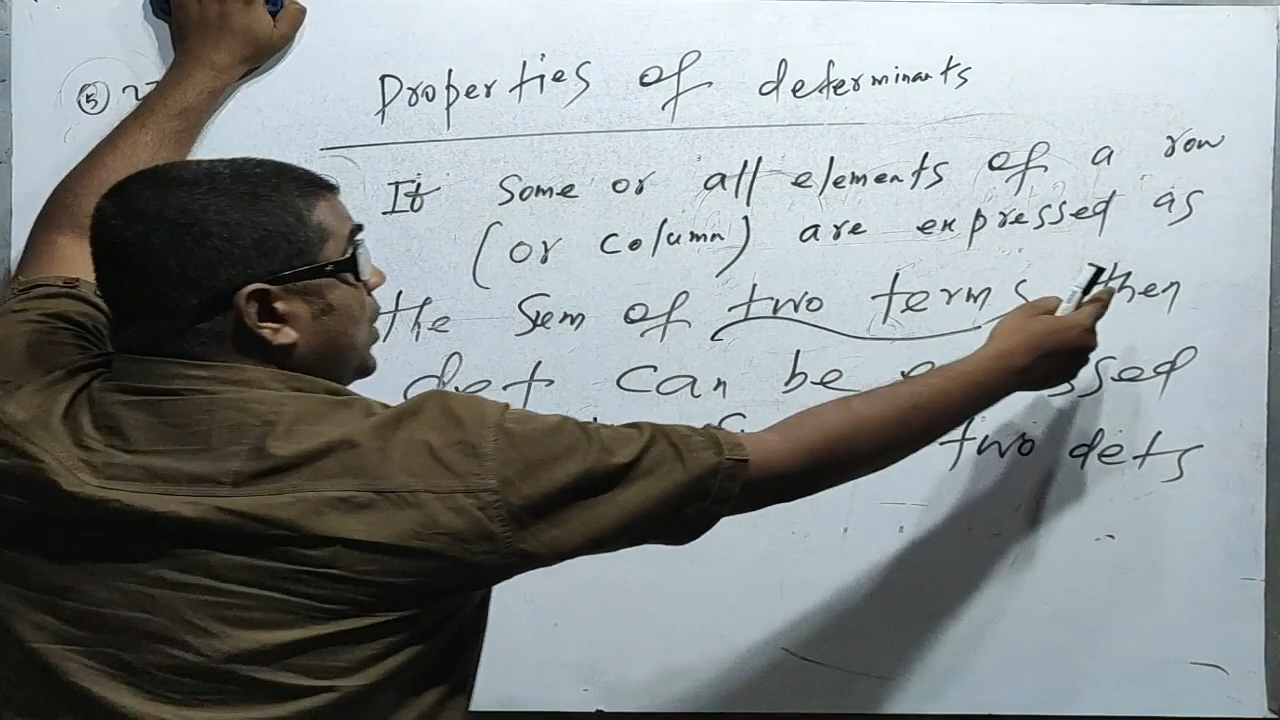 Properties of determinants
⑤
If some or all elements of a row
(or column) are expressed as
the sum of two terms then
det can be
two dets